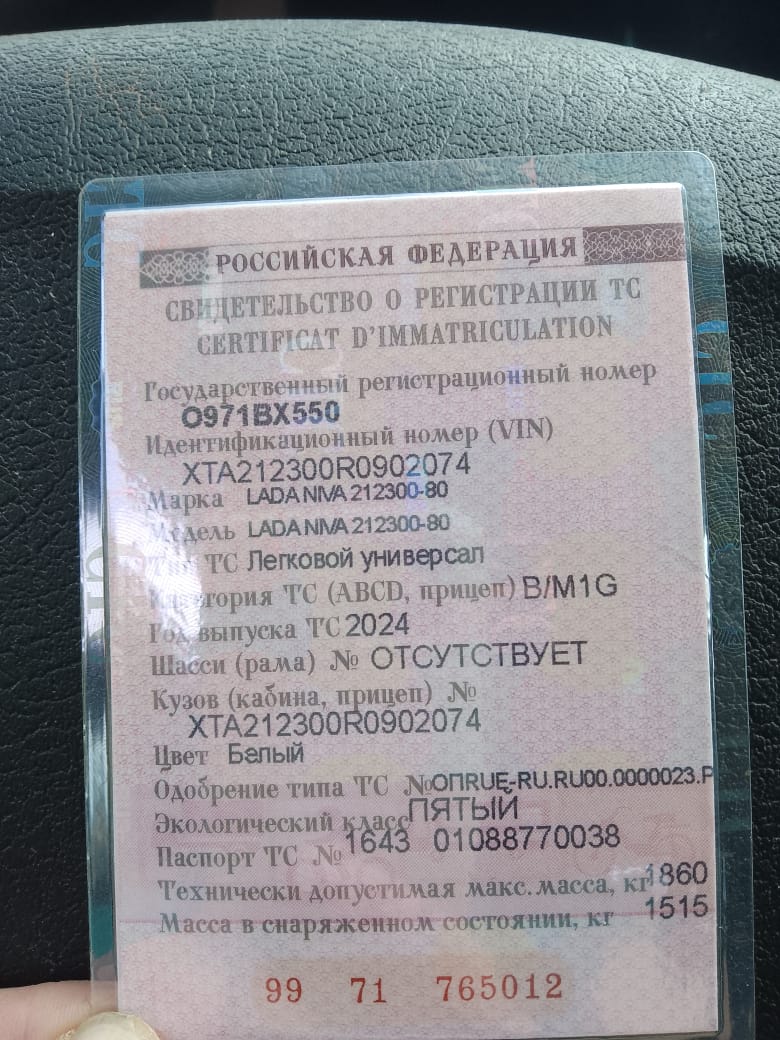 РОССИЙСКАЯ ФЕДЕРАЦИЯ
СВИДЕТЕЛЬСТВО О РЕГИСТРАЦИИ ТС
CERTIFICAT D'IMMATRICULATION
Государственный регистрационный номер
О971ВХ550
Идентификационный номер (VIN)
XTA212300R0902074
Марка LADA NIVA 212300-80
Модель LADA NIVA 212300-80
Тип ТС Легковой универсал
Категория ТС (ABCD, прицеп) B/M1G
Год выпуска ТС 2024
Шасси (рама) № ОТСУТСТВУЕТ
Кузов (кабина, прицеп) №
XTA212300R0902074
Цвет Белый
Одобрение типа ТС №ОПRUE-RU.RU00.0000023.P
Экологический класс ПЯТЫЙ
Паспорт ТС № 1643 01088770038
Технически допустимая макс. масса, кг 1860
Масса в снаряженном состоянии, кг 1515
99 71 765012